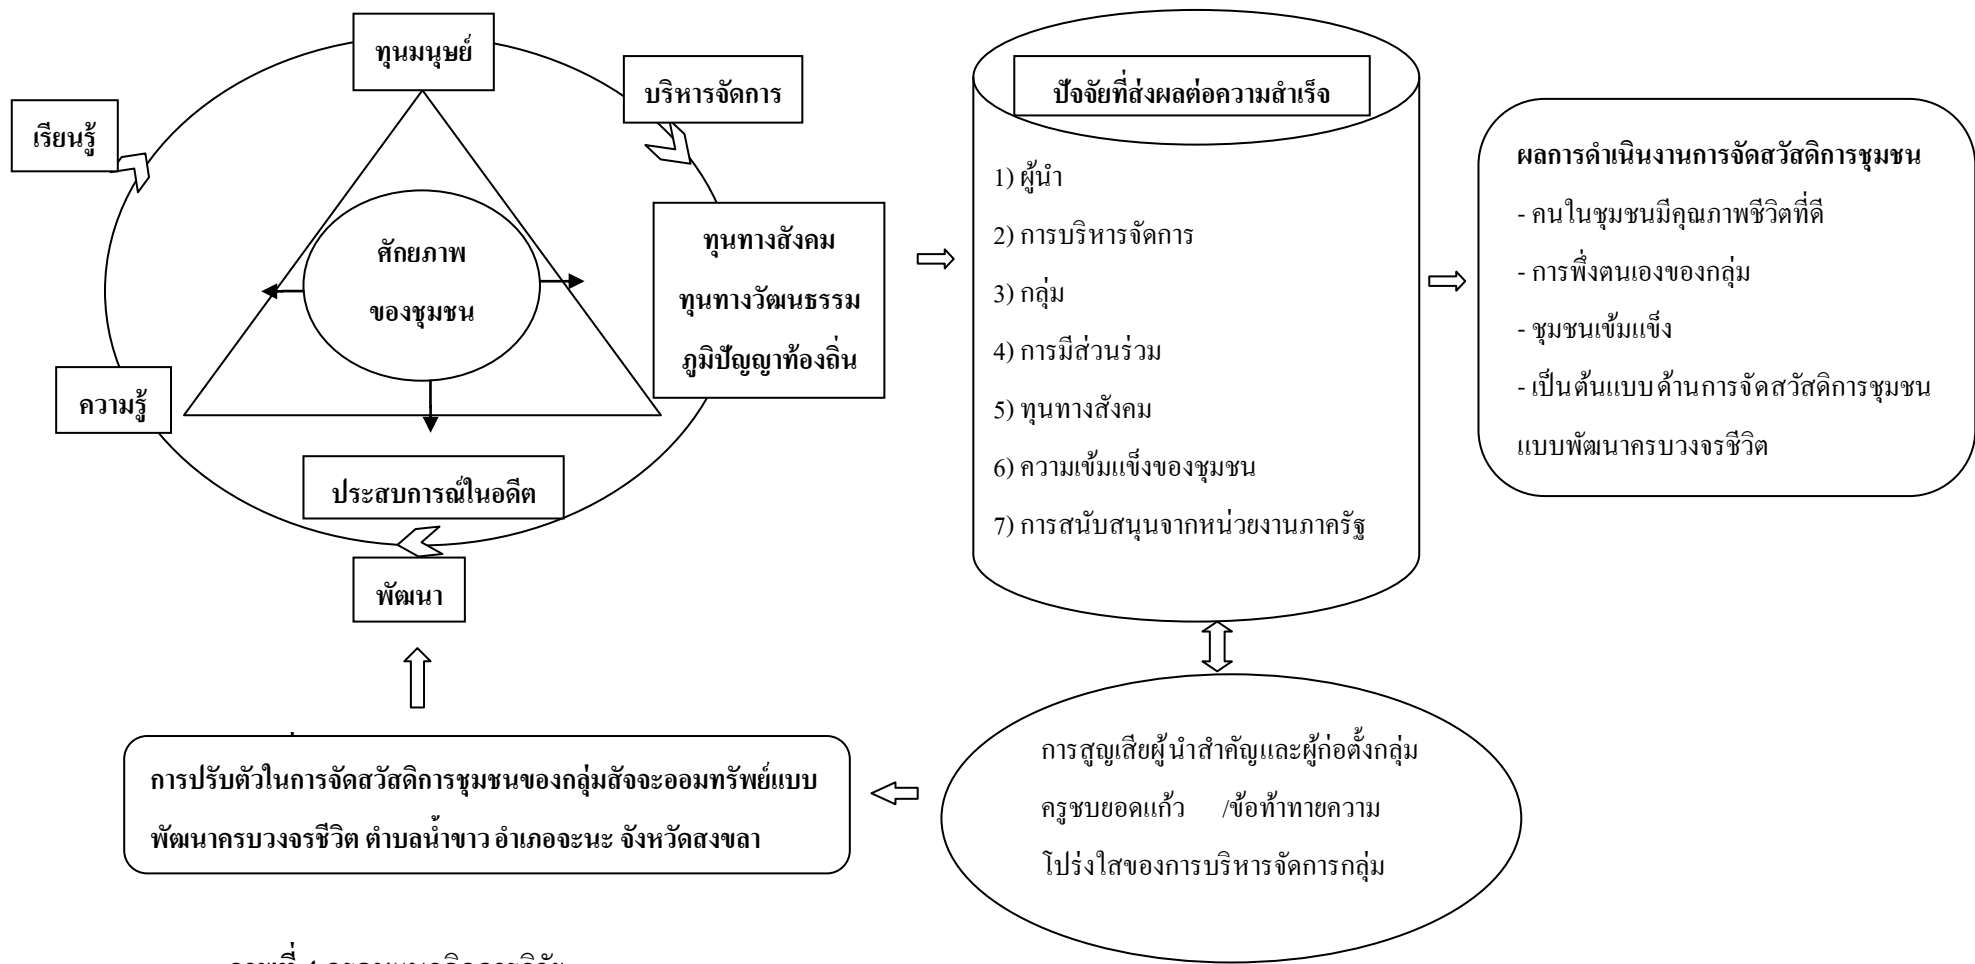 ทุนมนุษย์
บริหารจัดการ
เรียนรู้
ศักยภาพ
ของชุมชน
ทุนทางสังคม
ทุนทางวัฒนธรรม
ภูมิปัญญาท้องถิ่น
ความรู้
ประสบการณ์ในอดีต
พัฒนา
ปัจจัยที่ส่งผลต่อความสำเร็จ
1) ผู้นำ
2) การบริหารจัดการ
3) กลุ่ม
4) การมีส่วนร่วม
5) ทุนทางสังคม
6) ความเข้มแข็งของชุมชน
7) การสนับสนุนจากหน่วยงานภาครัฐ
ผลการดำเนินงานการจัดสวัสดิการชุมชน
- คนในชุมชนมีคุณภาพชีวิตที่ดี
- การพึ่งตนเองของกลุ่ม
- ชุมชนเข้มแข็ง
- เป็นต้นแบบด้านการจัดสวัสดิการชุมชน
แบบพัฒนาครบวงจรชีวิต
การสูญเสียผู้นำสำคัญและผู้ก่อตั้งกลุ่ม
ครูชบยอดแก้ว /ข้อท้าทายความ
โปร่งใสของการบริหารจัดการกลุ่ม
การปรับตัวในการจัดสวัสดิการชุมชนของกลุ่มสัจจะออมทรัพย์แบบ
พัฒนาครบวงจรชีวิต ตำบลน้ำขาว อำเภอจะนะ จังหวัดสงขลา